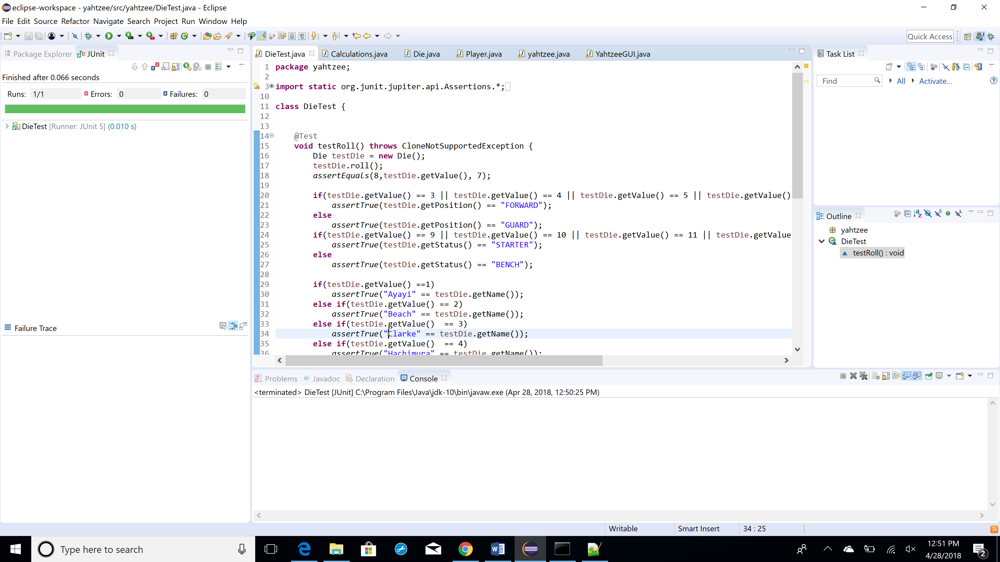 eclipse-workspace - yahtzee/src/yahtzee/DieTest.java - Eclipse
File Edit Source Refactor Navigate Search Project Run Window Help
Quick Access
Package Explorer JUnit
Finished after 0.066 seconds
Runs: 1/1 Errors: 0 Failures: 0
DieTest [Runner: JUnit 5] (0.010 s)
Failure Trace
DieTest.java Calculations.java Die.java Player.java yahtzee.java YahtzeeGUI.java
1 package yahtzee;
2
3 import static org.junit.jupiter.api.Assertions.*;
10
11 class DieTest {
12
13
14 @Test
15 void testRoll() throws CloneNotSupportedException {
16 Die testDie = new Die();
17 testDie.roll();
18 assertEquals(8,testDie.getValue(), 7);
19
20 if(testDie.getValue() == 3 || testDie.getValue() == 4 || testDie.getValue() == 5 || testDie.getValue()
21 assertTrue(testDie.getPosition() == "FORWARD");
22 else
23 assertTrue(testDie.getPosition() == "GUARD");
24 if(testDie.getValue() == 9 || testDie.getValue() == 10 || testDie.getValue() == 11 || testDie.getValue
25 assertTrue(testDie.getStatus() == "STARTER");
26 else
27 assertTrue(testDie.getStatus() == "BENCH");
28
29 if(testDie.getValue() ==1)
30 assertTrue("Ayayi" == testDie.getName());
31 else if(testDie.getValue() == 2)
32 assertTrue("Beach" == testDie.getName());
33 else if(testDie.getValue()  == 3)
34 assertTrue("Clarke" == testDie.getName());
35 else if(testDie.getValue()  == 4)
36 assertTrue("Hachimura" == testDie.getName());
Task List
Find All Activate...
Outline
yahtzee
DieTest
testRoll() : void
Problems @ Javadoc Declaration Console
<terminated> DieTest [JUnit] C:\Program Files\Java\jdk-10\bin\javaw.exe (Apr 28, 2018, 12:50:25 PM)
Writable Smart Insert 34 : 25
Type here to search
12:51 PM
4/28/2018
2